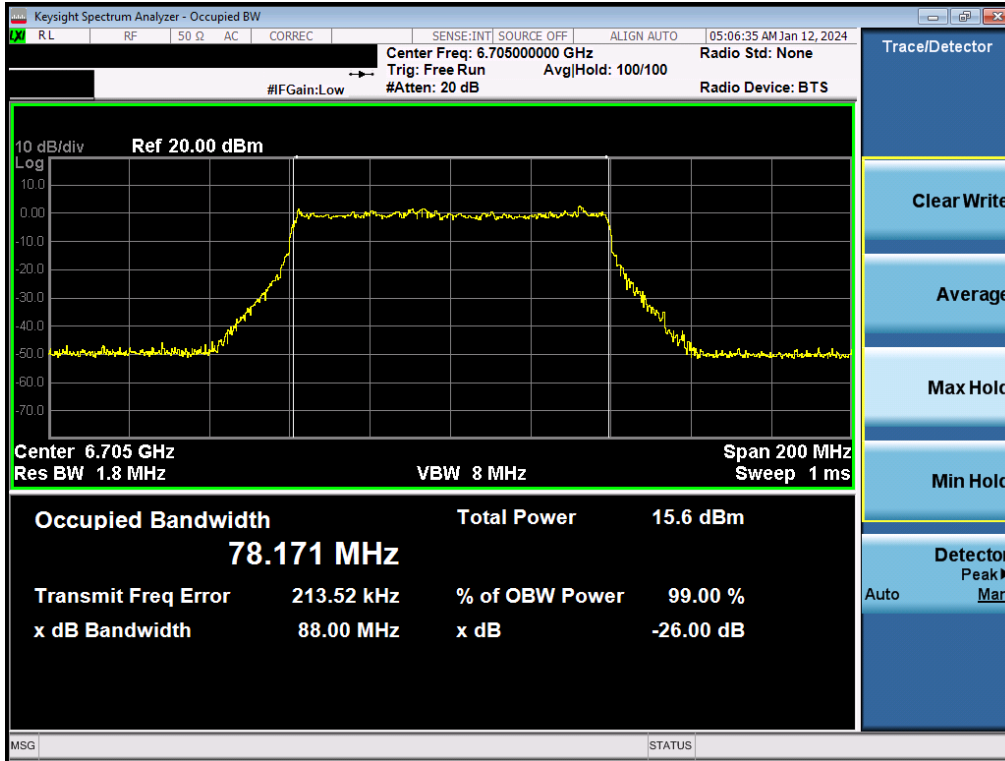 Keysight Spectrum Analyzer - Occupied BW
LXI RL RF 50 Ω AC CORREC SENSE:INT SOURCE OFF ALIGN AUTO 05:06:35 AM Jan 12, 2024
Center Freq: 6.705000000 GHz Radio Std: None
Trig: Free Run Avg|Hold: 100/100
#IFGain:Low #Atten: 20 dB Radio Device: BTS
10 dB/div Ref 20.00 dBm
Log
10.0
0.00
-10.0
-20.0
-30.0
-40.0
-50.0
-60.0
-70.0
Center 6.705 GHz Span 200 MHz
Res BW 1.8 MHz VBW 8 MHz Sweep 1 ms
Occupied Bandwidth Total Power 15.6 dBm
78.171 MHz
Transmit Freq Error 213.52 kHz % of OBW Power 99.00 %
x dB Bandwidth 88.00 MHz x dB -26.00 dB
MSG STATUS
Trace/Detector
Clear Write
Average
Max Hold
Min Hold
Detector
Peak
Auto Man